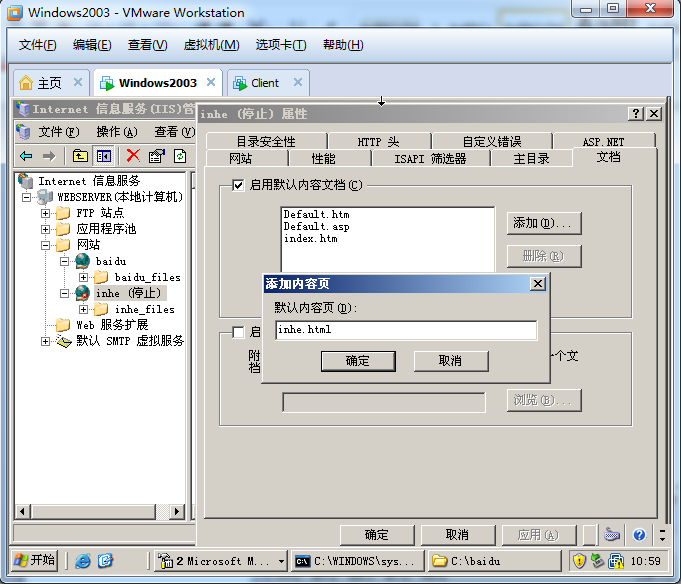 Windows2003 - VMware Workstation
文件(F) 编辑(E) 查看(V) 虚拟机(M) 选项卡(T) 帮助(H)
主页 Windows2003 Client
Internet 信息服务(IIS)管
inhe (停止) 属性
文件(F) 操作(A) 查看(V)
目录安全性 HTTP 头 自定义错误 ASP.NET
网站 性能 ISAPI 筛选器 主目录 文档
Internet 信息服务
WEBSERVER(本地计算机)
FTP 站点
应用程序池
网站
baidu
baidu_files
inhe (停止)
inhe_files
Web 服务扩展
默认 SMTP 虚拟服务
启用默认内容文档(C)
Default.htm
Default.asp
index.htm
添加(D)...
删除(R)
添加内容页
默认内容页(D):
inhe.html
确定 取消
启
附 一个文
档
浏览(B)...
确定 取消 应用(A)
开始 2 Microsoft M... C:\WINDOWS\sys... C:\baidu 10:59